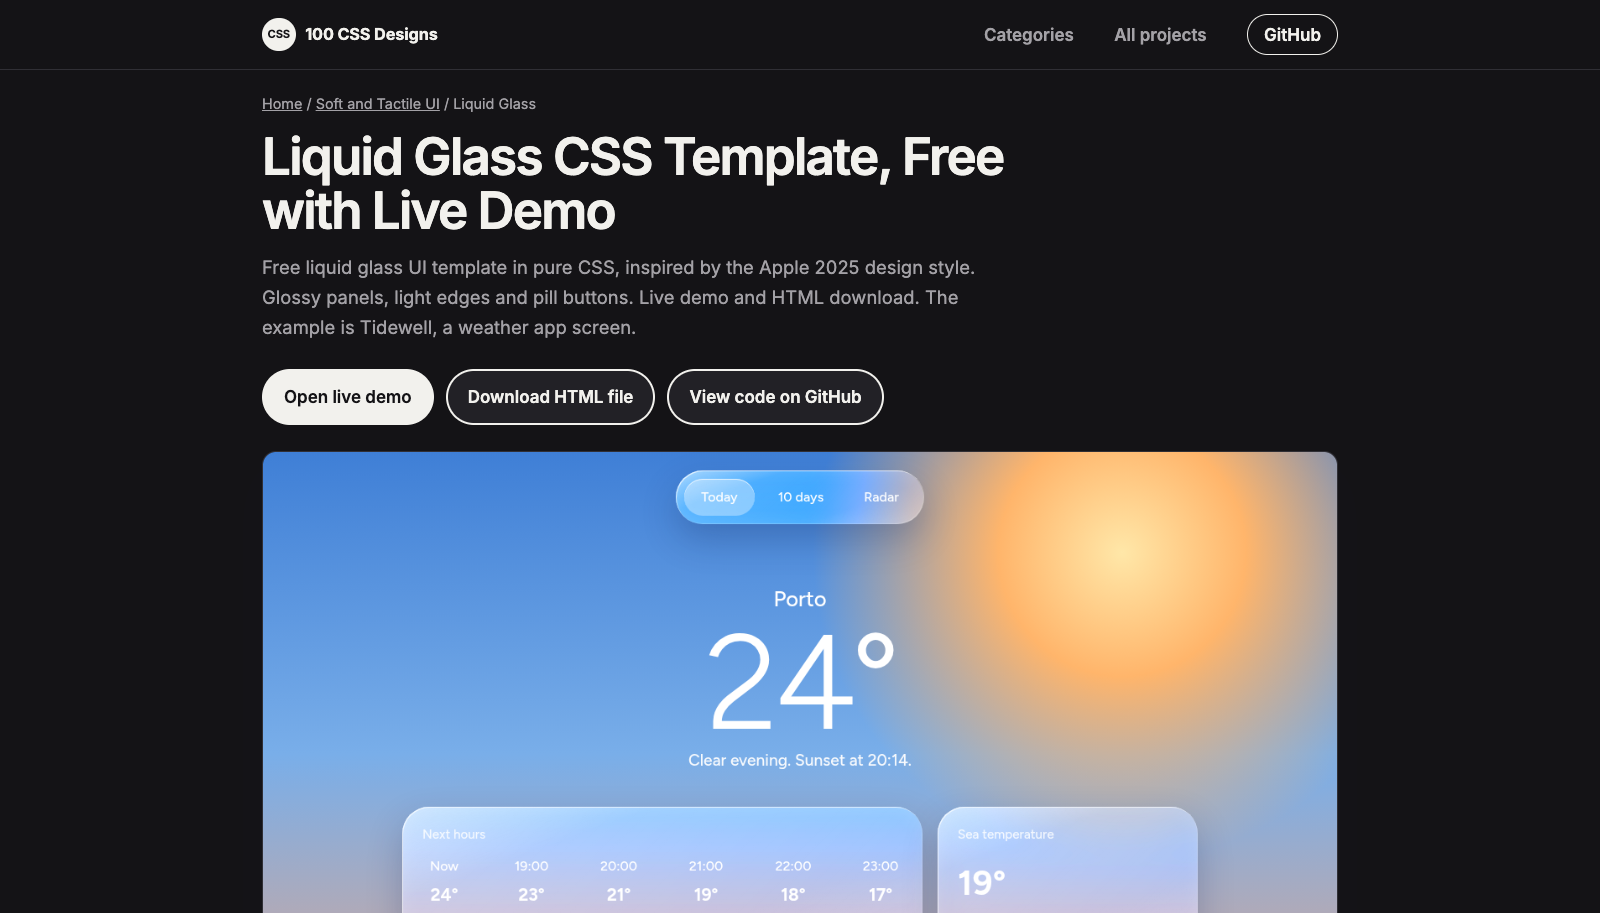 CSS 100 CSS Designs
Categories
All projects
GitHub
Home / Soft and Tactile UI / Liquid Glass
Liquid Glass CSS Template, Free
with Live Demo
Free liquid glass UI template in pure CSS, inspired by the Apple 2025 design style.
Glossy panels, light edges and pill buttons. Live demo and HTML download. The
example is Tidewell, a weather app screen.
Open live demo
Download HTML file
View code on GitHub
Today
10 days
Radar
Porto
24°
Clear evening. Sunset at 20:14.
Next hours
Now 19:00 20:00 21:00 22:00 23:00
24° 23° 21° 19° 18° 17°
Sea temperature
19°